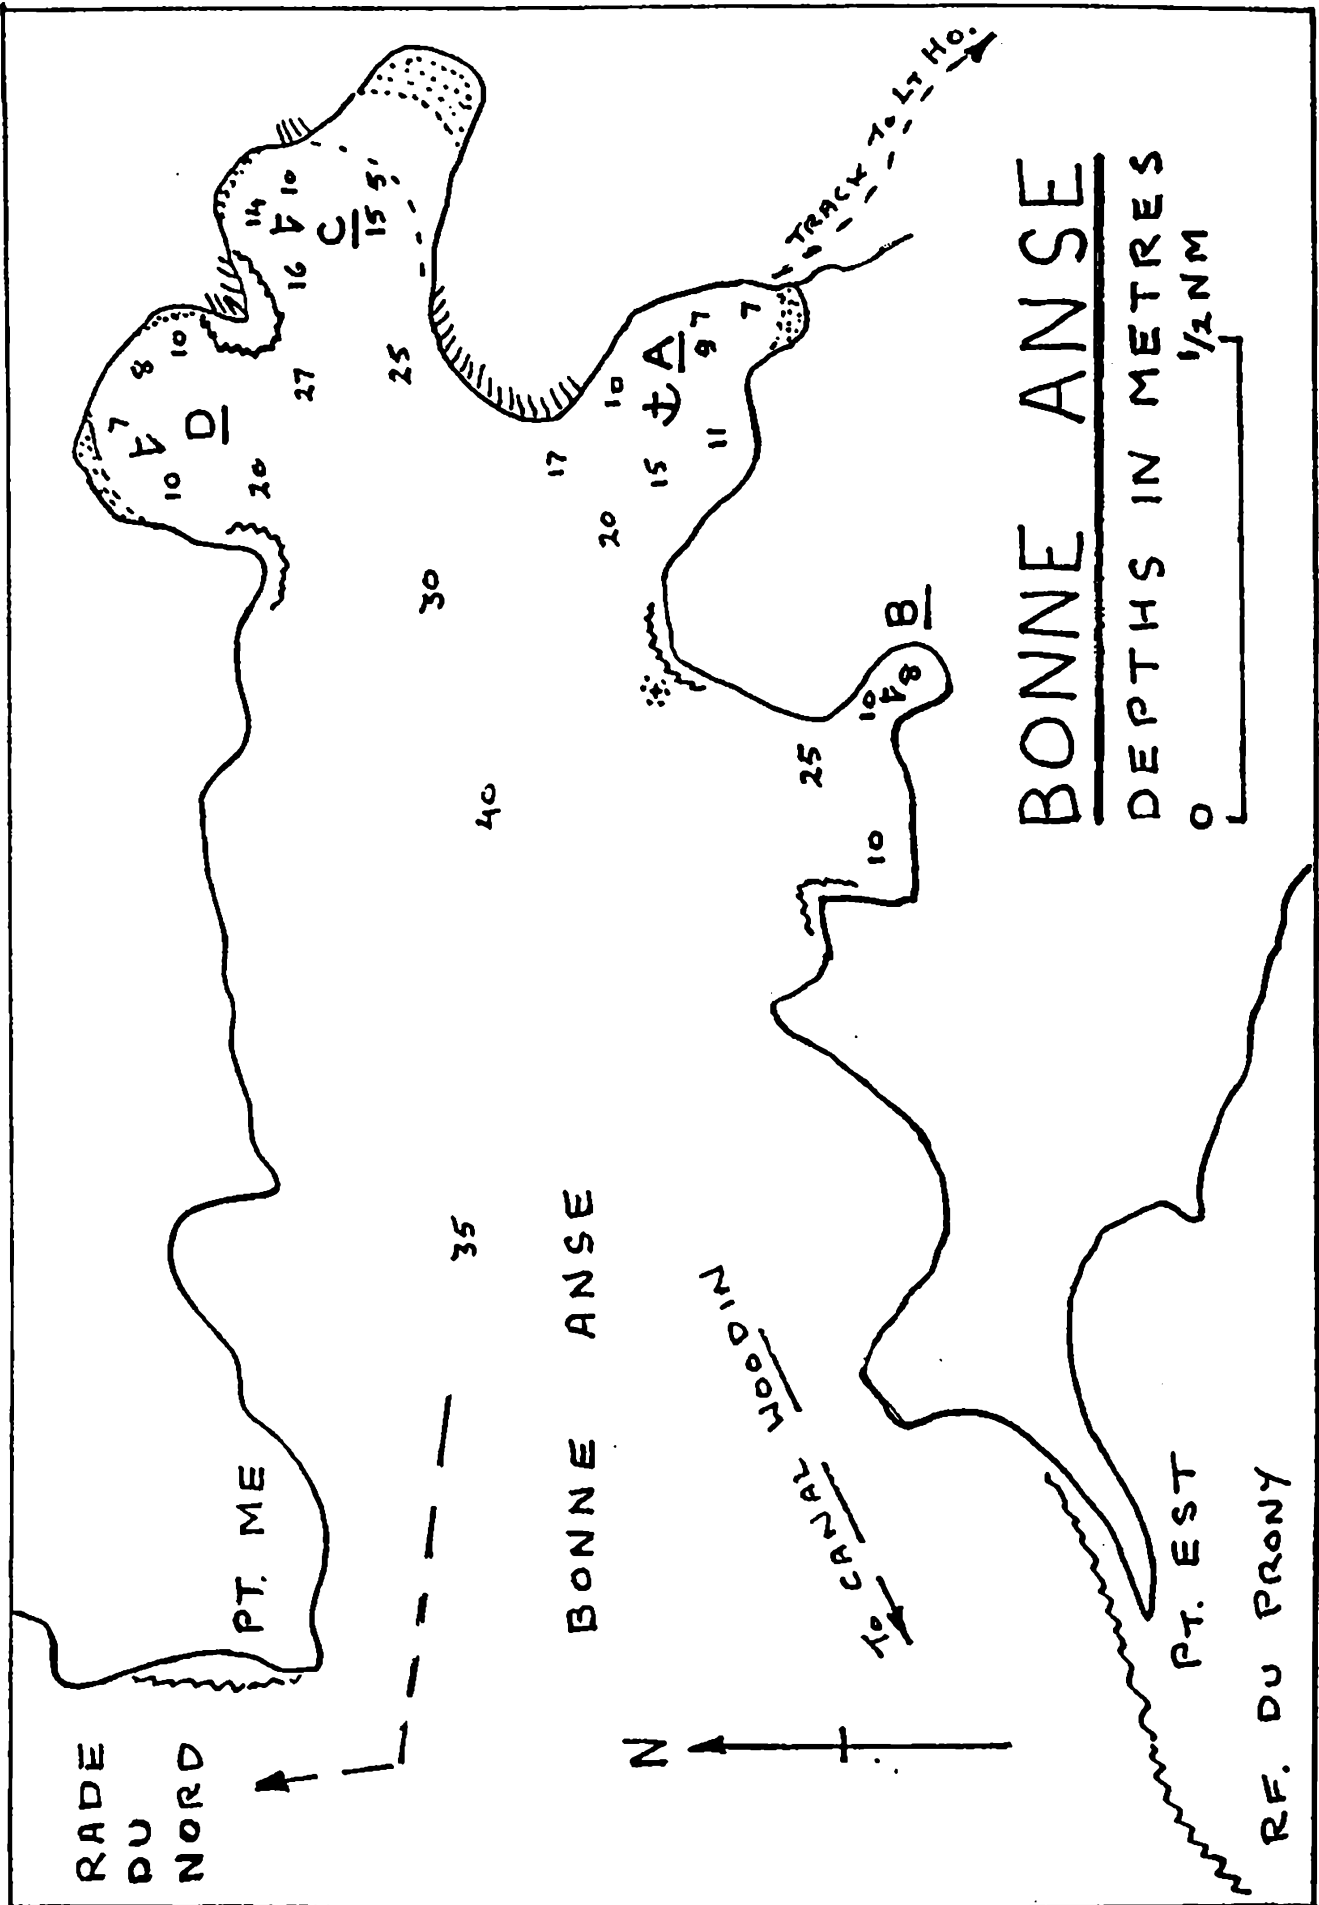 RADE
DU
NORD
PT. ME
7
8
10
10
D
20
14
10
16
C
15
5
27
25
30
40
35
17
20
15
10
A
9
7
7
11
BONNE ANSE
N
TO CANAL WOODIN
25
10
10
8
B
TRACK TO LT HO.
PT. EST
RF. DU PRONY
BONNE ANSE
DEPTHS IN METRES
0 1/2 NM